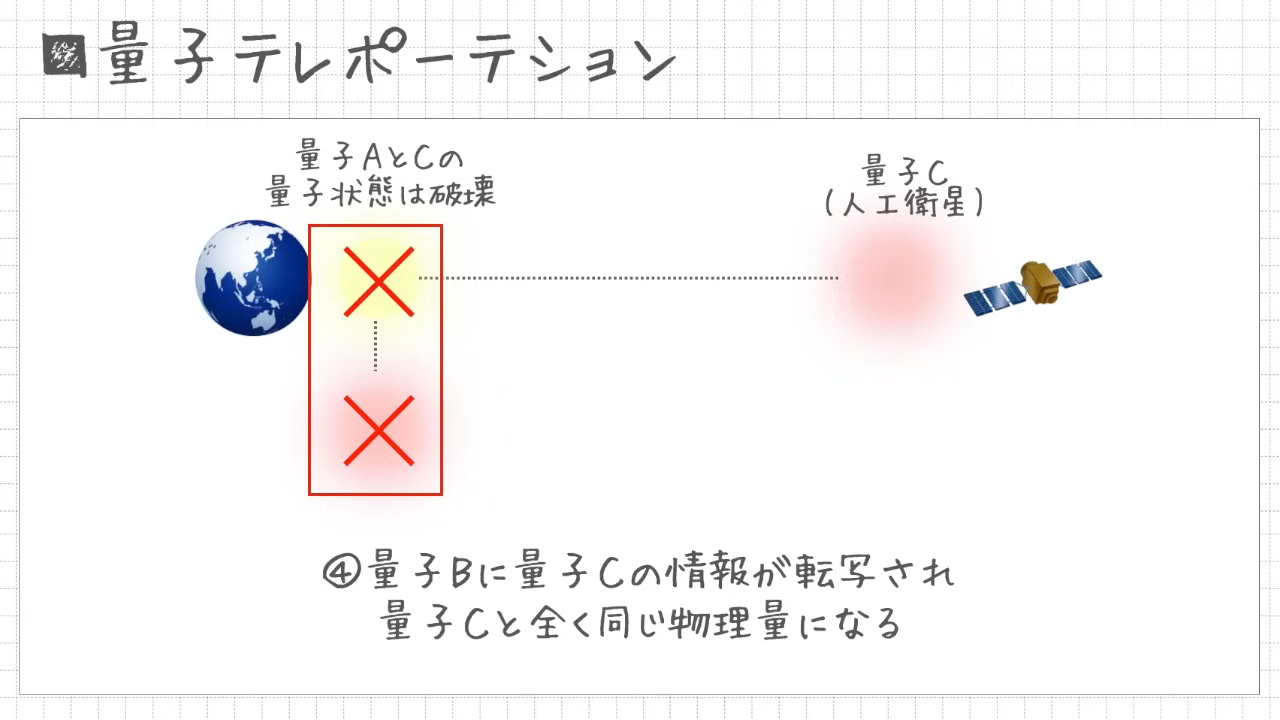 量子テレポーテション
量子AとCの
量子状態は破壊
量子C
(人工衛星)
④量子Bに量子Cの情報が転写され
量子Cと全く同じ物理量になる